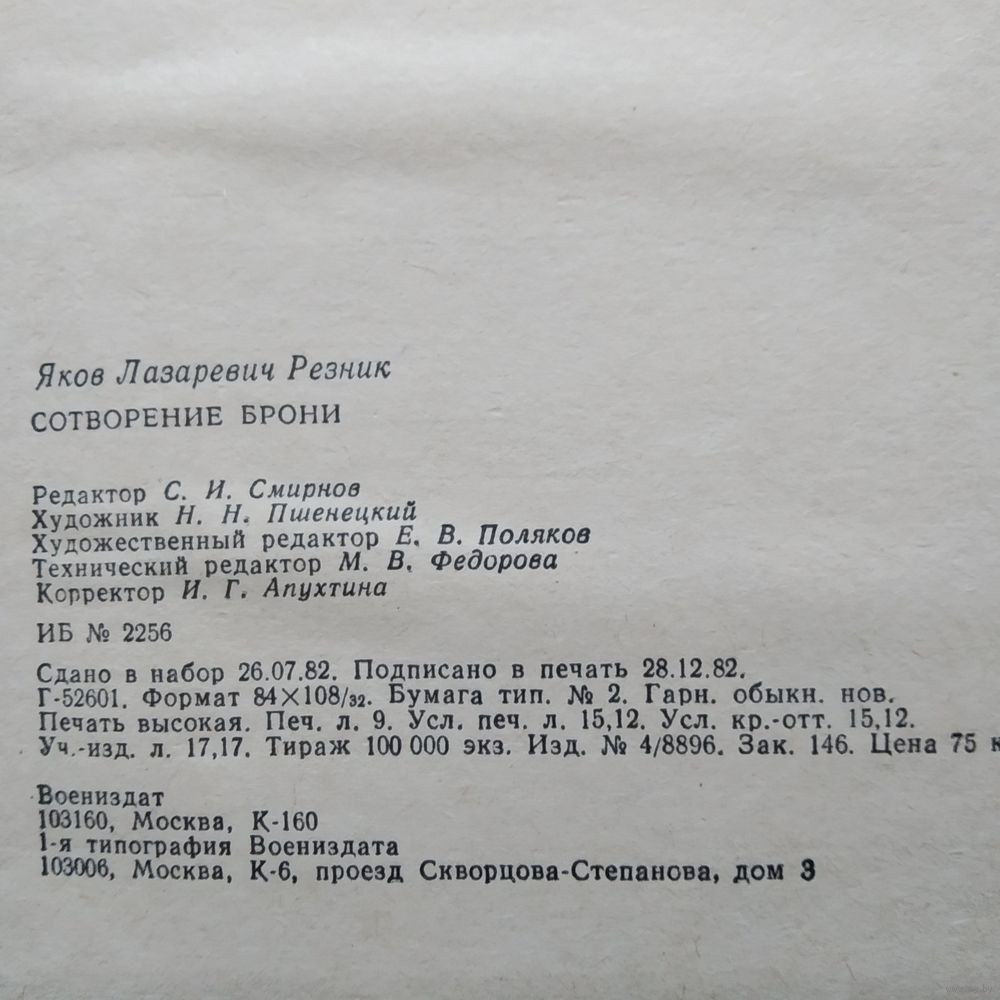 Яков Лазаревич Резник
СОТВОРЕНИЕ БРОНИ
Редактор С. И. Смирнов
Художник Н. Н. Пшенецкий
Художественный редактор Е. В. Поляков
Технический редактор М. В. Федорова
Корректор И. Г. Апухтина
ИБ № 2256
Сдано в набор 26.07.82. Подписано в печать 28.12.82.
Г-52601. Формат 84×108/32. Бумага тип. № 2. Гарн. обыкн. нов.
Печать высокая. Печ. л. 9. Усл. печ. л. 15,12. Усл. кр.-отт. 15,12.
Уч.-изд. л. 17,17. Тираж 100 000 экз. Изд. № 4/8896. Зак. 146. Цена 75 к
Воениздат
103160, Москва, К-160
1-я типография Воениздата
103006, Москва, К-6, проезд Скворцова-Степанова, дом 3